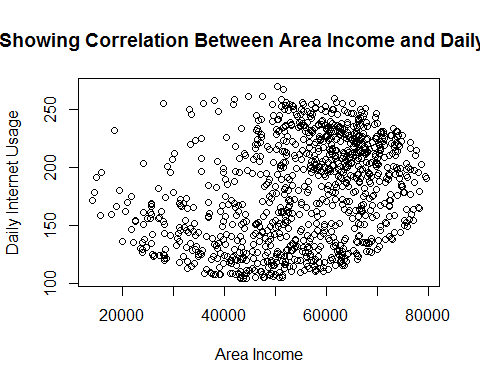 Showing Correlation Between Area Income and Daily
250
200
150
100
Daily Internet Usage
20000 40000 60000 80000
Area Income